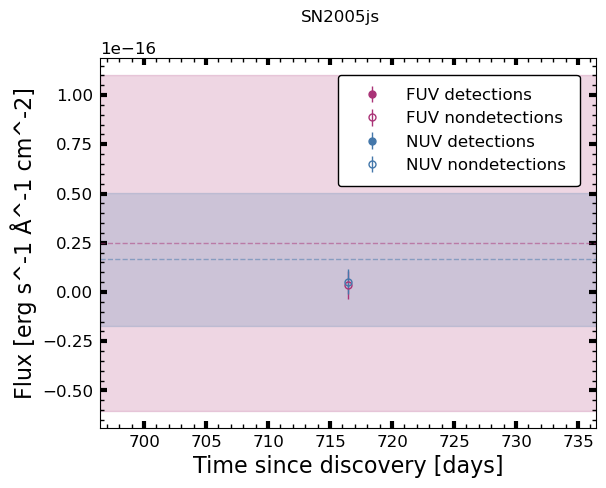 SN2005js
1e−16
FUV detections
FUV nondetections
NUV detections
NUV nondetections
1.00
0.75
0.50
0.25
0.00
−0.25
−0.50
Flux [erg s^-1 Å^-1 cm^-2]
700 705 710 715 720 725 730 735
Time since discovery [days]